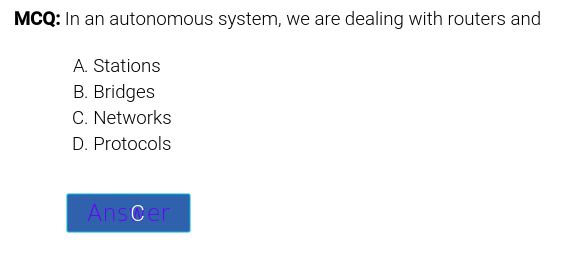 MCQ: In an autonomous system, we are dealing with routers and
A. Stations
B. Bridges
C. Networks
D. Protocols
Answer
C